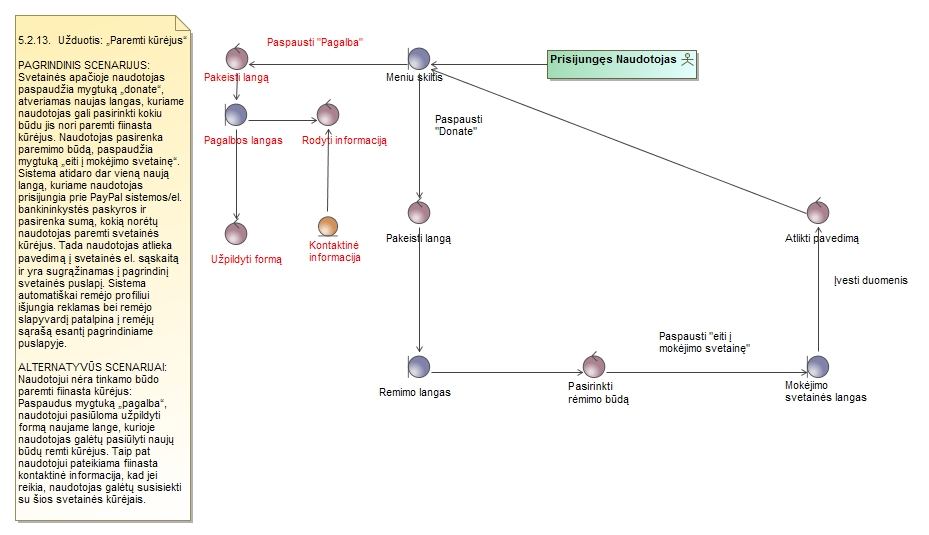 5.2.13. Užduotis: „Paremti kūrėjus“
PAGRINDINIS SCENARIJUS:
Svetainės apačioje naudotojas
paspaudžia mygtuką „donate“,
atveriamas naujas langas, kuriame
naudotojas gali pasirinkti kokiu
būdu jis nori paremti fiinasta
kūrėjus. Naudotojas pasirenka
paremimo būdą, paspaudžia
mygtuką „eiti į mokėjimo svetainę“.
Sistema atidaro dar vieną naują
langą, kuriame naudotojas
prisijungia prie PayPal sistemos/el.
bankininkystės paskyros ir
pasirenka sumą, kokią norėtų
naudotojas paremti svetainės
kūrėjus. Tada naudotojas atlieka
pavedimą į svetainės el. sąskaitą
ir yra sugrąžinamas į pagrindinį
svetainės puslapį. Sistema
automatiškai remėjo profiliui
išjungia reklamas bei remėjo
slapyvardį patalpina į remėjų
sąrašą esantį pagrindiniame
puslapyje.
ALTERNATYVŪS SCENARIJAI:
Naudotojui nėra tinkamo būdo
paremti fiinasta kūrėjus:
Paspaudus mygtuką „pagalba“,
naudotojui pasiūloma užpildyti
formą naujame lange, kurioje
naudotojas galėtų pasiūlyti naujų
būdų remti kūrėjus. Taip pat
naudotojui pateikiama fiinasta
kontaktinė informacija, kad jei
reikia, naudotojas galėtų susisiekti
su šios svetainės kūrėjais.
Paspausti "Pagalba"
Pakeisti langą
Meniu skiltis
Prisijungęs Naudotojas
Paspausti
"Donate"
Pagalbos langas
Rodyti informaciją
Užpildyti formą
Kontaktinė
informacija
Pakeisti langą
Atlikti pavedimą
Įvesti duomenis
Paspausti "eiti į
mokėjimo svetainę"
Remimo langas
Pasirinkti
rėmimo būdą
Mokėjimo
svetainės langas